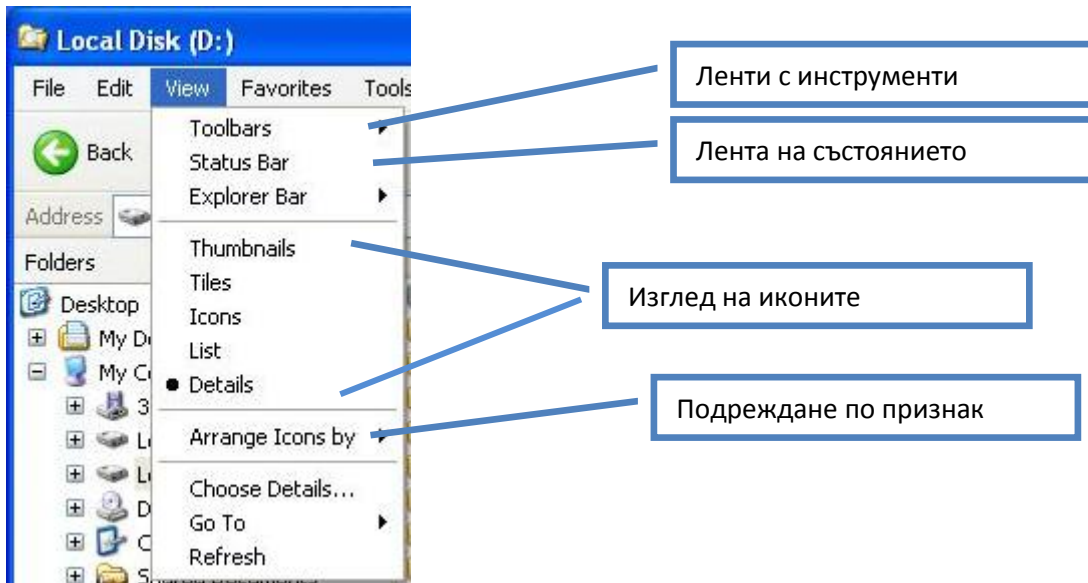 Local Disk (D:)
File Edit View Favorites Tools
Back
Address
Folders
Desktop
My D
My C
3
L
L
D
C
S
Toolbars
Status Bar
Explorer Bar
Thumbnails
Tiles
Icons
List
Details
Arrange Icons by
Choose Details...
Go To
Refresh
Ленти с инструменти
Лента на състоянието
Изглед на иконите
Подреждане по признак